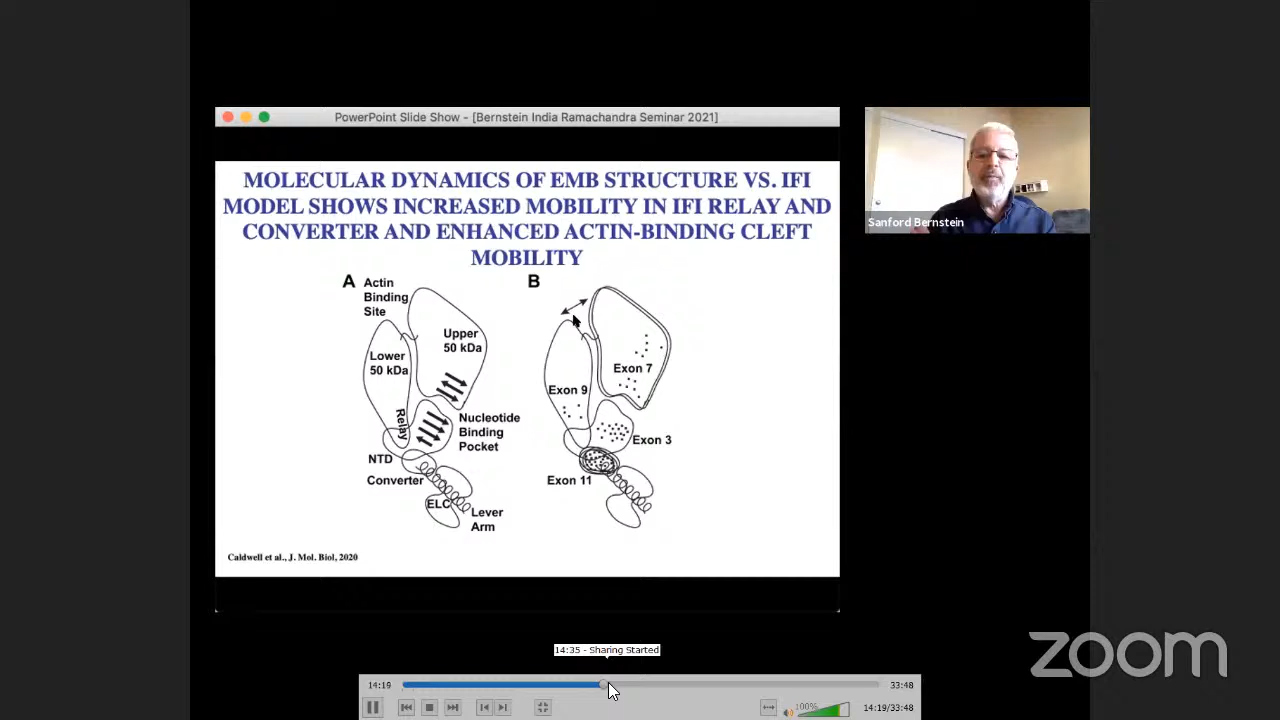 PowerPoint Slide Show - [Bernstein India Ramachandra Seminar 2021]
MOLECULAR DYNAMICS OF EMB STRUCTURE VS. IFI
MODEL SHOWS INCREASED MOBILITY IN IFI RELAY AND
CONVERTER AND ENHANCED ACTIN-BINDING CLEFT
MOBILITY
A
Actin
Binding
Site
Upper
50 kDa
Lower
50 kDa
Relay
Nucleotide
Binding
Pocket
NTD
Converter
ELC
Lever
Arm
B
Exon 7
Exon 9
Exon 3
Exon 11
Caldwell et al., J. Mol. Biol, 2020
Sanford Bernstein
14:35 - Sharing Started
14:19
33:48
100%
14:19/33:48
zoom